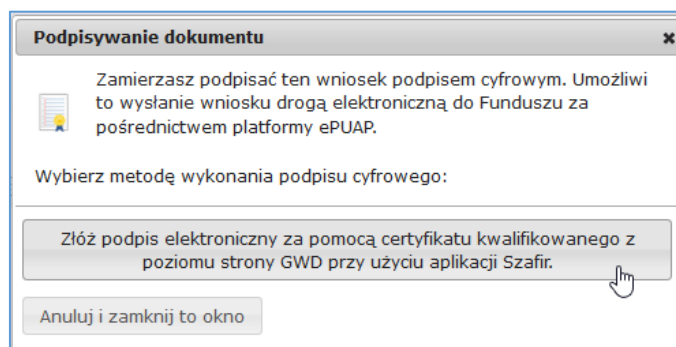 Podpisywanie dokumentu
Zamierzasz podpisać ten wniosek podpisem cyfrowym. Umożliwi
to wysłanie wniosku drogą elektroniczną do Funduszu za
pośrednictwem platformy ePUAP.
Wybierz metodę wykonania podpisu cyfrowego:
Złóż podpis elektroniczny za pomocą certyfikatu kwalifikowanego z
poziomu strony GWD przy użyciu aplikacji Szafir.
Anuluj i zamknij to okno